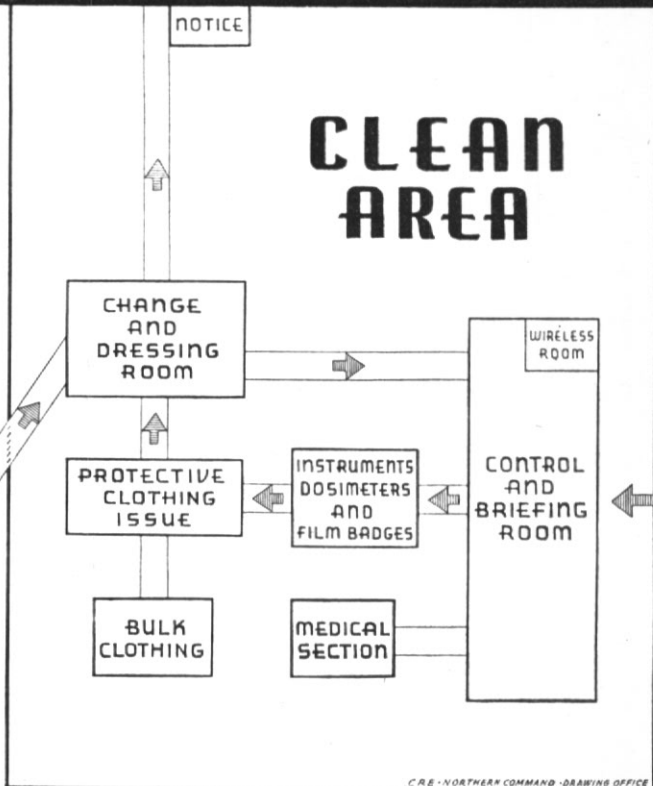 NOTICE
CLEAN
AREA
CHANGE
AND
DRESSING
ROOM
WIRELESS
ROOM
PROTECTIVE
CLOTHING
ISSUE
INSTRUMENTS
DOSIMETERS
AND
FILM BADGES
CONTROL
AND
BRIEFING
ROOM
BULK
CLOTHING
MEDICAL
SECTION
C.R.E · NORTHERN COMMAND · DRAWING OFFICE